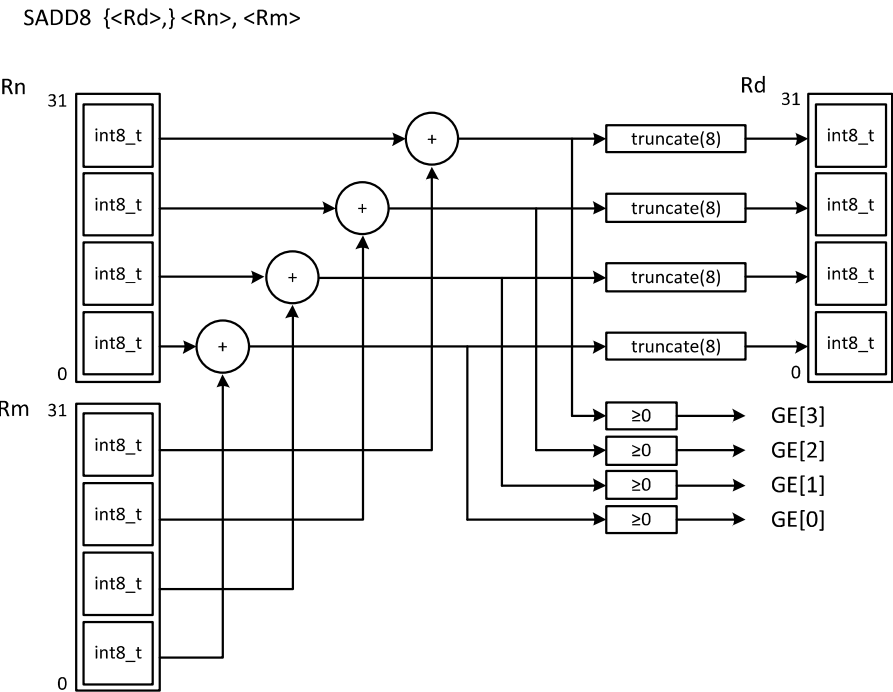 SADD8 {<Rd>,} <Rn>, <Rm>
Rn
31
int8_t
int8_t
int8_t
int8_t
0
Rm
31
int8_t
int8_t
int8_t
int8_t
0
+
+
+
+
truncate(8)
truncate(8)
truncate(8)
truncate(8)
≥0
≥0
≥0
≥0
Rd
31
int8_t
int8_t
int8_t
int8_t
0
GE[3]
GE[2]
GE[1]
GE[0]